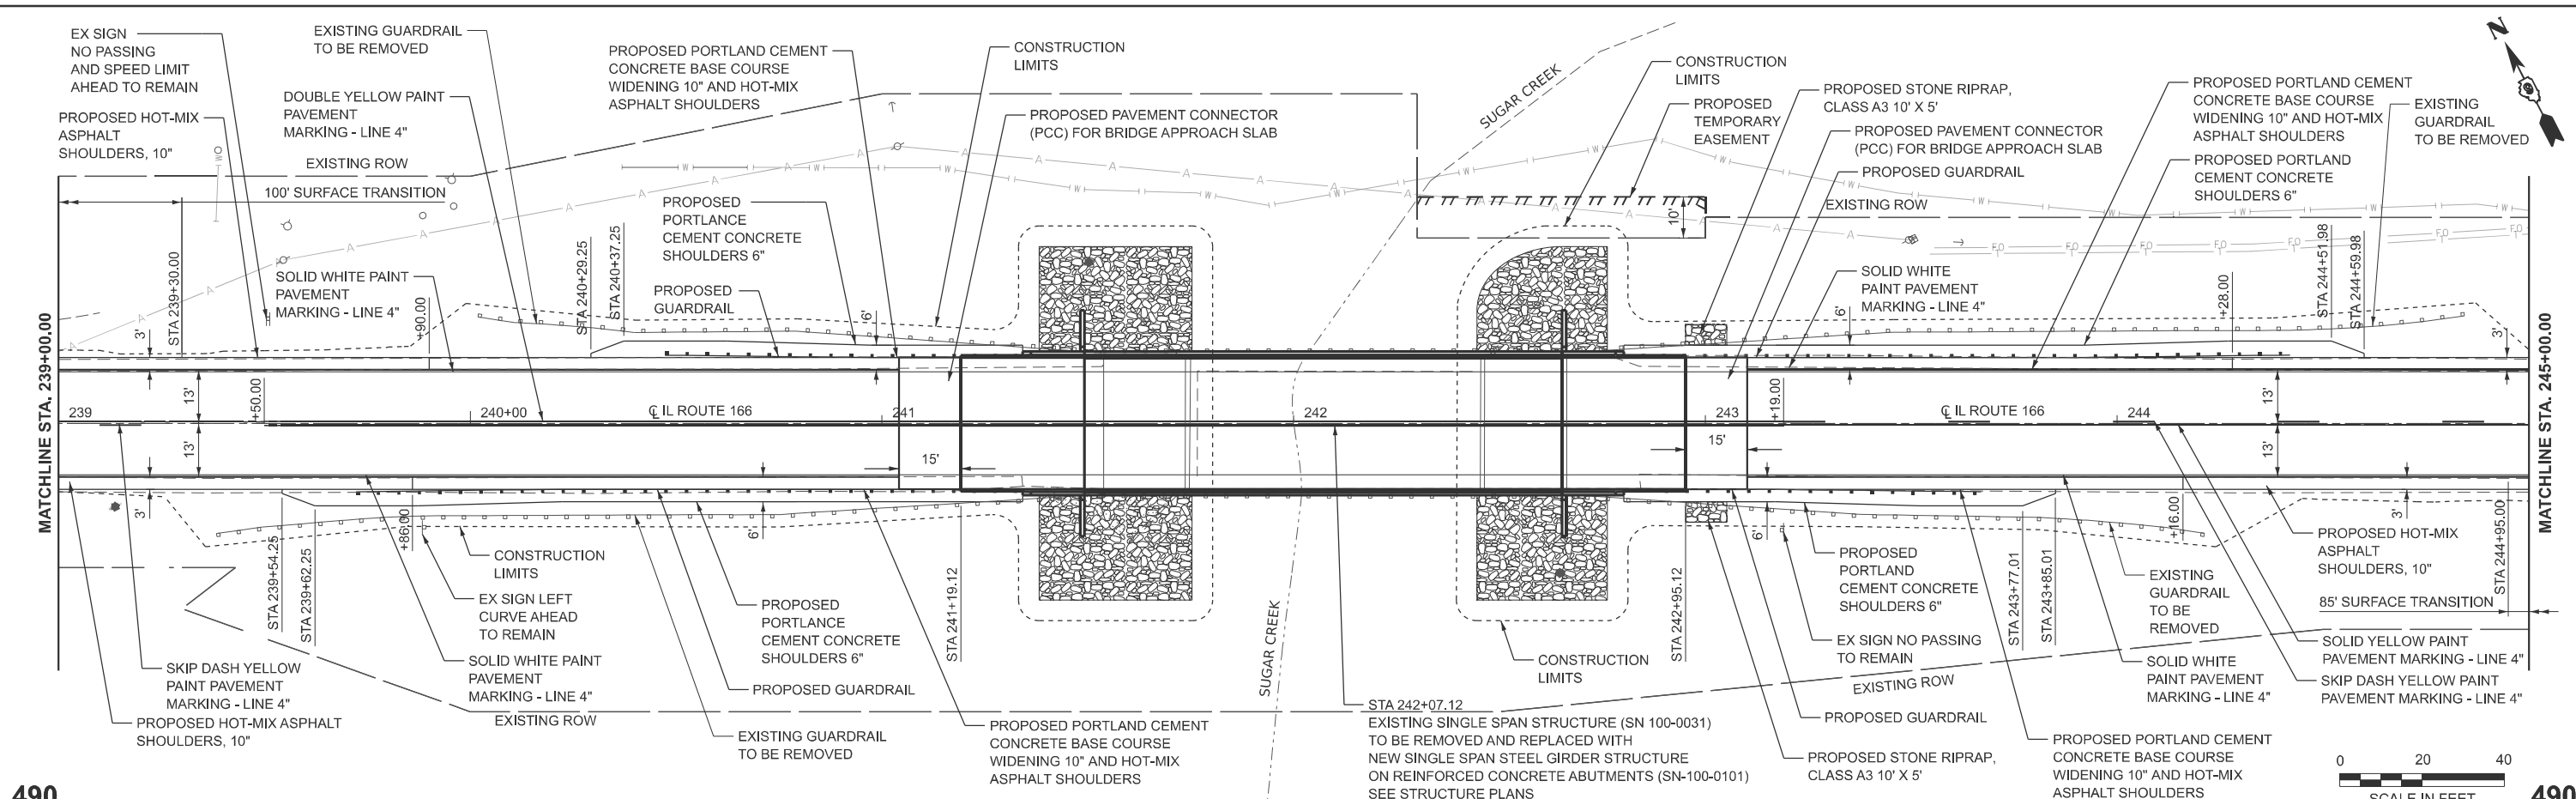 EX SIGN
NO PASSING
AND SPEED LIMIT
AHEAD TO REMAIN
EXISTING GUARDRAIL
TO BE REMOVED
PROPOSED PORTLAND CEMENT
CONCRETE BASE COURSE
WIDENING 10" AND HOT-MIX
ASPHALT SHOULDERS
CONSTRUCTION
LIMITS
SUGAR CREEK
CONSTRUCTION
LIMITS
PROPOSED
TEMPORARY
EASEMENT
PROPOSED STONE RIPRAP,
CLASS A3 10' X 5'
PROPOSED PORTLAND CEMENT
CONCRETE BASE COURSE
WIDENING 10" AND HOT-MIX
ASPHALT SHOULDERS
EXISTING
GUARDRAIL
TO BE REMOVED
N
PROPOSED HOT-MIX
ASPHALT
SHOULDERS, 10"
DOUBLE YELLOW PAINT
PAVEMENT
MARKING - LINE 4"
PROPOSED PAVEMENT CONNECTOR
(PCC) FOR BRIDGE APPROACH SLAB
PROPOSED PAVEMENT CONNECTOR
(PCC) FOR BRIDGE APPROACH SLAB
PROPOSED GUARDRAIL
PROPOSED PORTLAND
CEMENT CONCRETE
SHOULDERS 6"
EXISTING ROW
100' SURFACE TRANSITION
EXISTING ROW
10'
PROPOSED
PORTLANCE
CEMENT CONCRETE
SHOULDERS 6"
PROPOSED
GUARDRAIL
SOLID WHITE PAINT
PAVEMENT
MARKING - LINE 4"
SOLID WHITE
PAINT PAVEMENT
MARKING - LINE 4"
STA 239+30.00
+90.00
STA 240+29.25
STA 240+37.25
+28.00
STA 244+51.98
STA 244+59.98
3'
6'
6'
3'
MATCHLINE STA. 239+00.00
MATCHLINE STA. 245+00.00
239
+50.00
13'
13'
240+00
℄ IL ROUTE 166
241
242
243
+19.00
℄ IL ROUTE 166
244
13'
13'
15'
15'
3'
6'
6'
3'
+86.00
+16.00
STA 239+54.25
STA 239+62.25
STA 241+19.12
STA 242+95.12
STA 243+77.01
STA 243+85.01
STA 244+95.00
CONSTRUCTION
LIMITS
EX SIGN LEFT
CURVE AHEAD
TO REMAIN
PROPOSED
PORTLANCE
CEMENT CONCRETE
SHOULDERS 6"
SUGAR CREEK
CONSTRUCTION
LIMITS
PROPOSED
PORTLAND
CEMENT CONCRETE
SHOULDERS 6"
EX SIGN NO PASSING
TO REMAIN
EXISTING
GUARDRAIL
TO BE
REMOVED
PROPOSED HOT-MIX
ASPHALT
SHOULDERS, 10"
85' SURFACE TRANSITION
SKIP DASH YELLOW
PAINT PAVEMENT
MARKING - LINE 4"
SOLID WHITE PAINT
PAVEMENT
MARKING - LINE 4"
PROPOSED GUARDRAIL
SOLID WHITE
PAINT PAVEMENT
MARKING - LINE 4"
SOLID YELLOW PAINT
PAVEMENT MARKING - LINE 4"
SKIP DASH YELLOW PAINT
PAVEMENT MARKING - LINE 4"
PROPOSED HOT-MIX ASPHALT
SHOULDERS, 10"
EXISTING ROW
EXISTING ROW
EXISTING GUARDRAIL
TO BE REMOVED
PROPOSED PORTLAND CEMENT
CONCRETE BASE COURSE
WIDENING 10" AND HOT-MIX
ASPHALT SHOULDERS
STA 242+07.12
EXISTING SINGLE SPAN STRUCTURE (SN 100-0031)
TO BE REMOVED AND REPLACED WITH
NEW SINGLE SPAN STEEL GIRDER STRUCTURE
ON REINFORCED CONCRETE ABUTMENTS (SN-100-0101)
SEE STRUCTURE PLANS
PROPOSED GUARDRAIL
PROPOSED STONE RIPRAP,
CLASS A3 10' X 5'
PROPOSED PORTLAND CEMENT
CONCRETE BASE COURSE
WIDENING 10" AND HOT-MIX
ASPHALT SHOULDERS
0 20 40
SCALE IN FEET
490
490